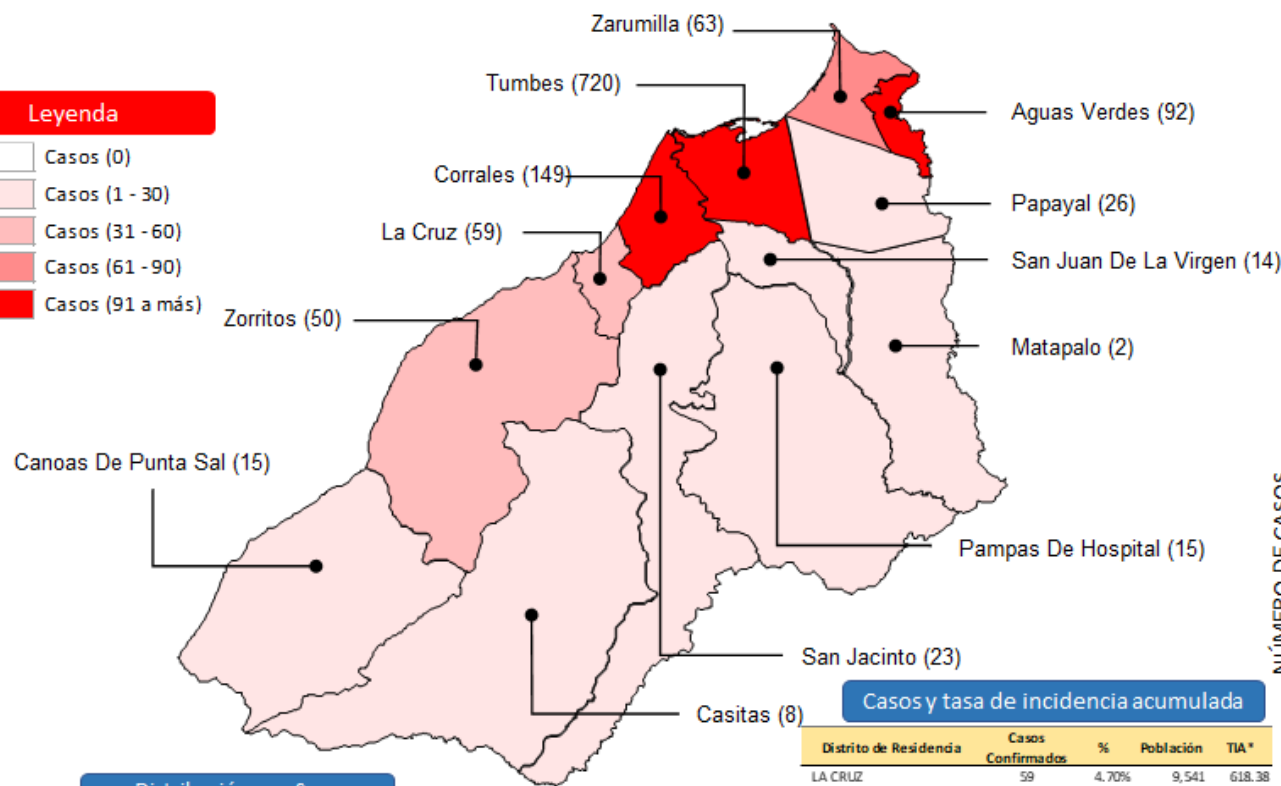 Zarumilla (63)
Tumbes (720)
Leyenda
Aguas Verdes (92)
Casos (0)
Corrales (149)
Casos (1 - 30)
Papayal (26)
Casos (31 - 60)
La Cruz (59)
San Juan De La Virgen (14)
Casos (61 - 90)
Casos (91 a más)
Zorritos (50)
Matapalo (2)
Canoas De Punta Sal (15)
Pampas De Hospital (15)
NÚMERO DE CASOS
San Jacinto (23)
Casitas (8)
Casos y tasa de incidencia acumulada
Distrito de Residencia Casos Confirmados % Población TIA*
LA CRUZ 59 4.70% 9,541 618.38